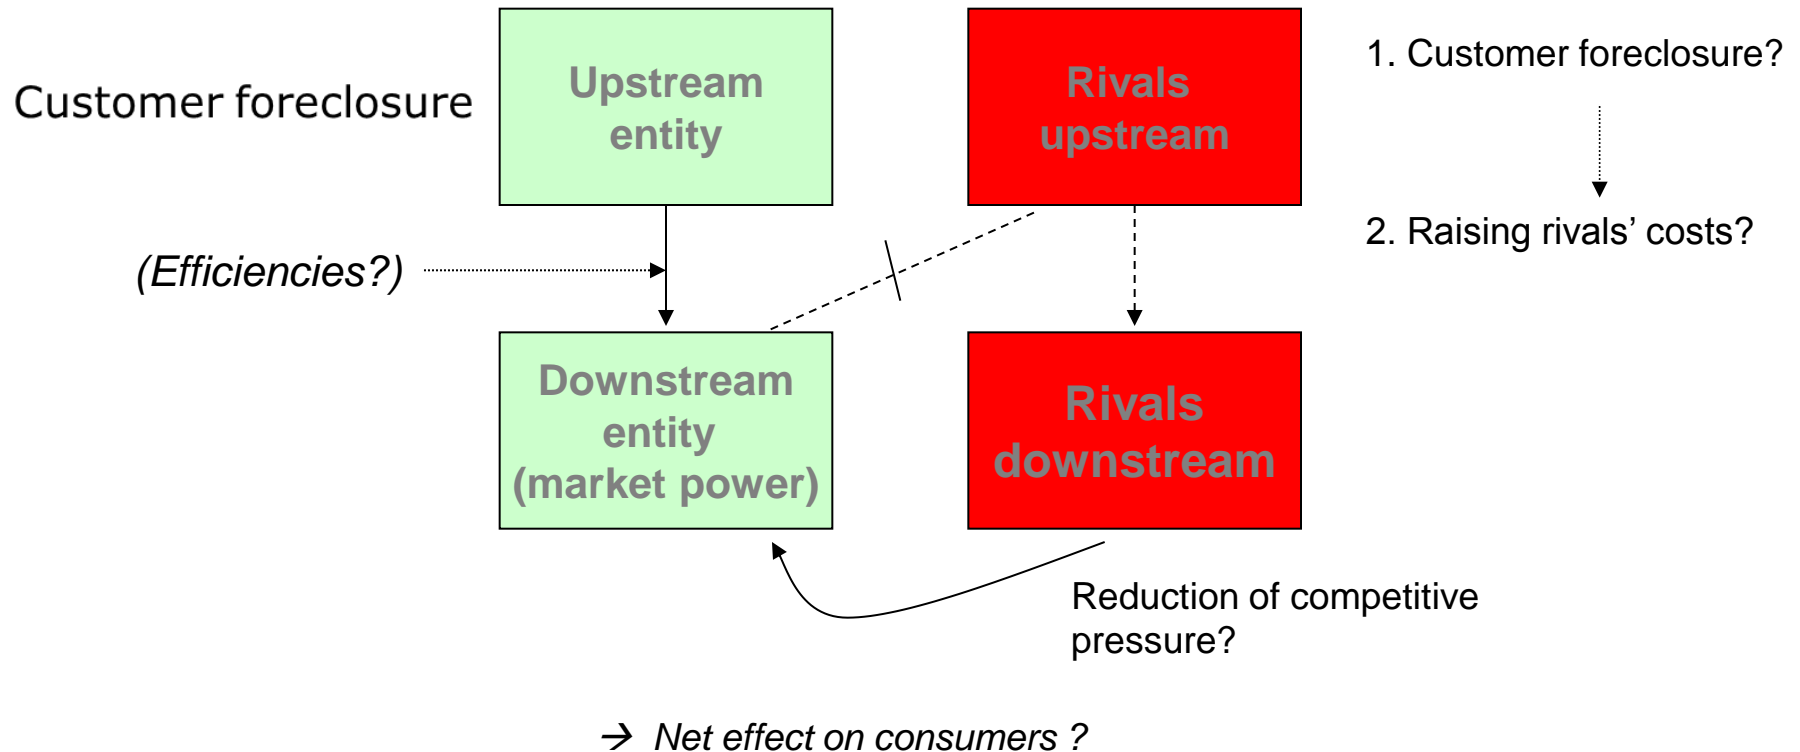 Customer foreclosure
Upstream
entity
Rivals
upstream
1. Customer foreclosure?
2. Raising rivals’ costs?
(Efficiencies?)
Downstream
entity
(market power)
Rivals
downstream
Reduction of competitive
pressure?
→ Net effect on consumers ?